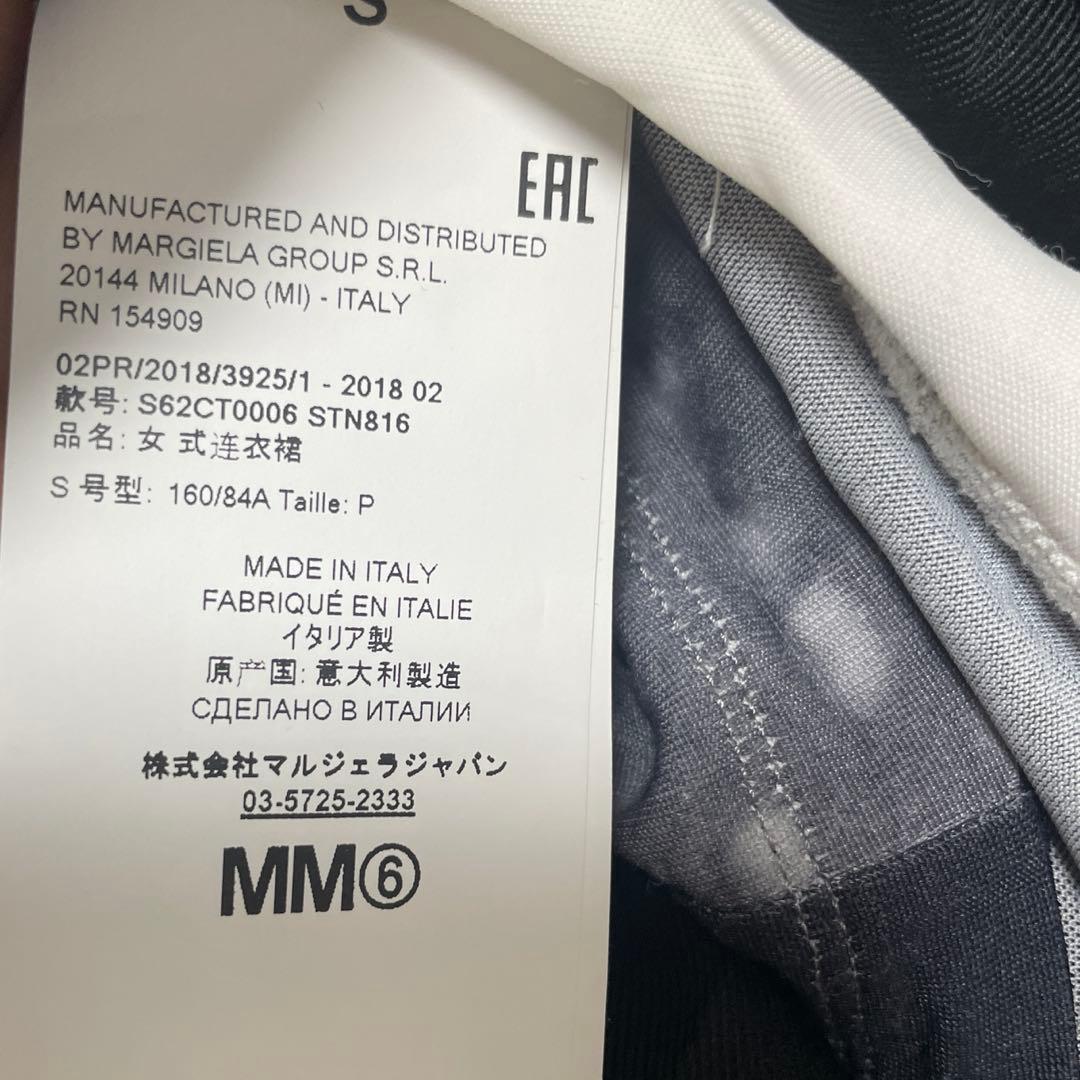 S
EAC
MANUFACTURED AND DISTRIBUTED
BY MARGIELA GROUP S.R.L.
20144 MILANO (MI) - ITALY
RN 154909
02PR/2018/3925/1 - 2018 02
款号: S62CT0006 STN816
品名: 女 式连衣裙
S 号型: 160/84A Taille: P
MADE IN ITALY
FABRIQUÉ EN ITALIE
イタリア製
原产国: 意大利製造
СДЕЛАНО В ИТАЛИИ
株式会社マルジェラジャパン
03-5725-2333
MM⑥